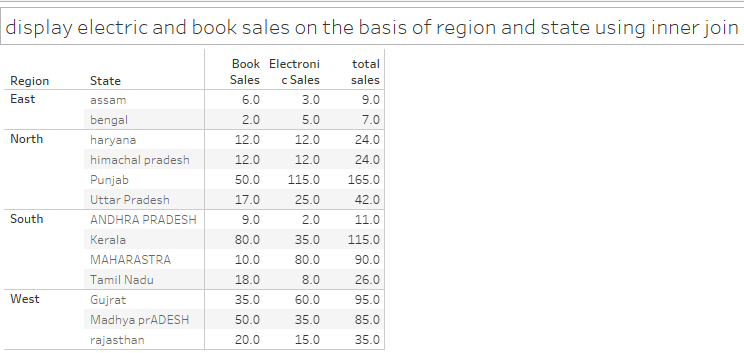 display electric and book sales on the basis of region and state using inner join
Book Electroni total
Region State Sales c Sales sales
East assam 6.0 3.0 9.0
bengal 2.0 5.0 7.0
North haryana 12.0 12.0 24.0
himachal pradesh 12.0 12.0 24.0
Punjab 50.0 115.0 165.0
Uttar Pradesh 17.0 25.0 42.0
South ANDHRA PRADESH 9.0 2.0 11.0
Kerala 80.0 35.0 115.0
MAHARASTRA 10.0 80.0 90.0
Tamil Nadu 18.0 8.0 26.0
West Gujrat 35.0 60.0 95.0
Madhya prADESH 50.0 35.0 85.0
rajasthan 20.0 15.0 35.0